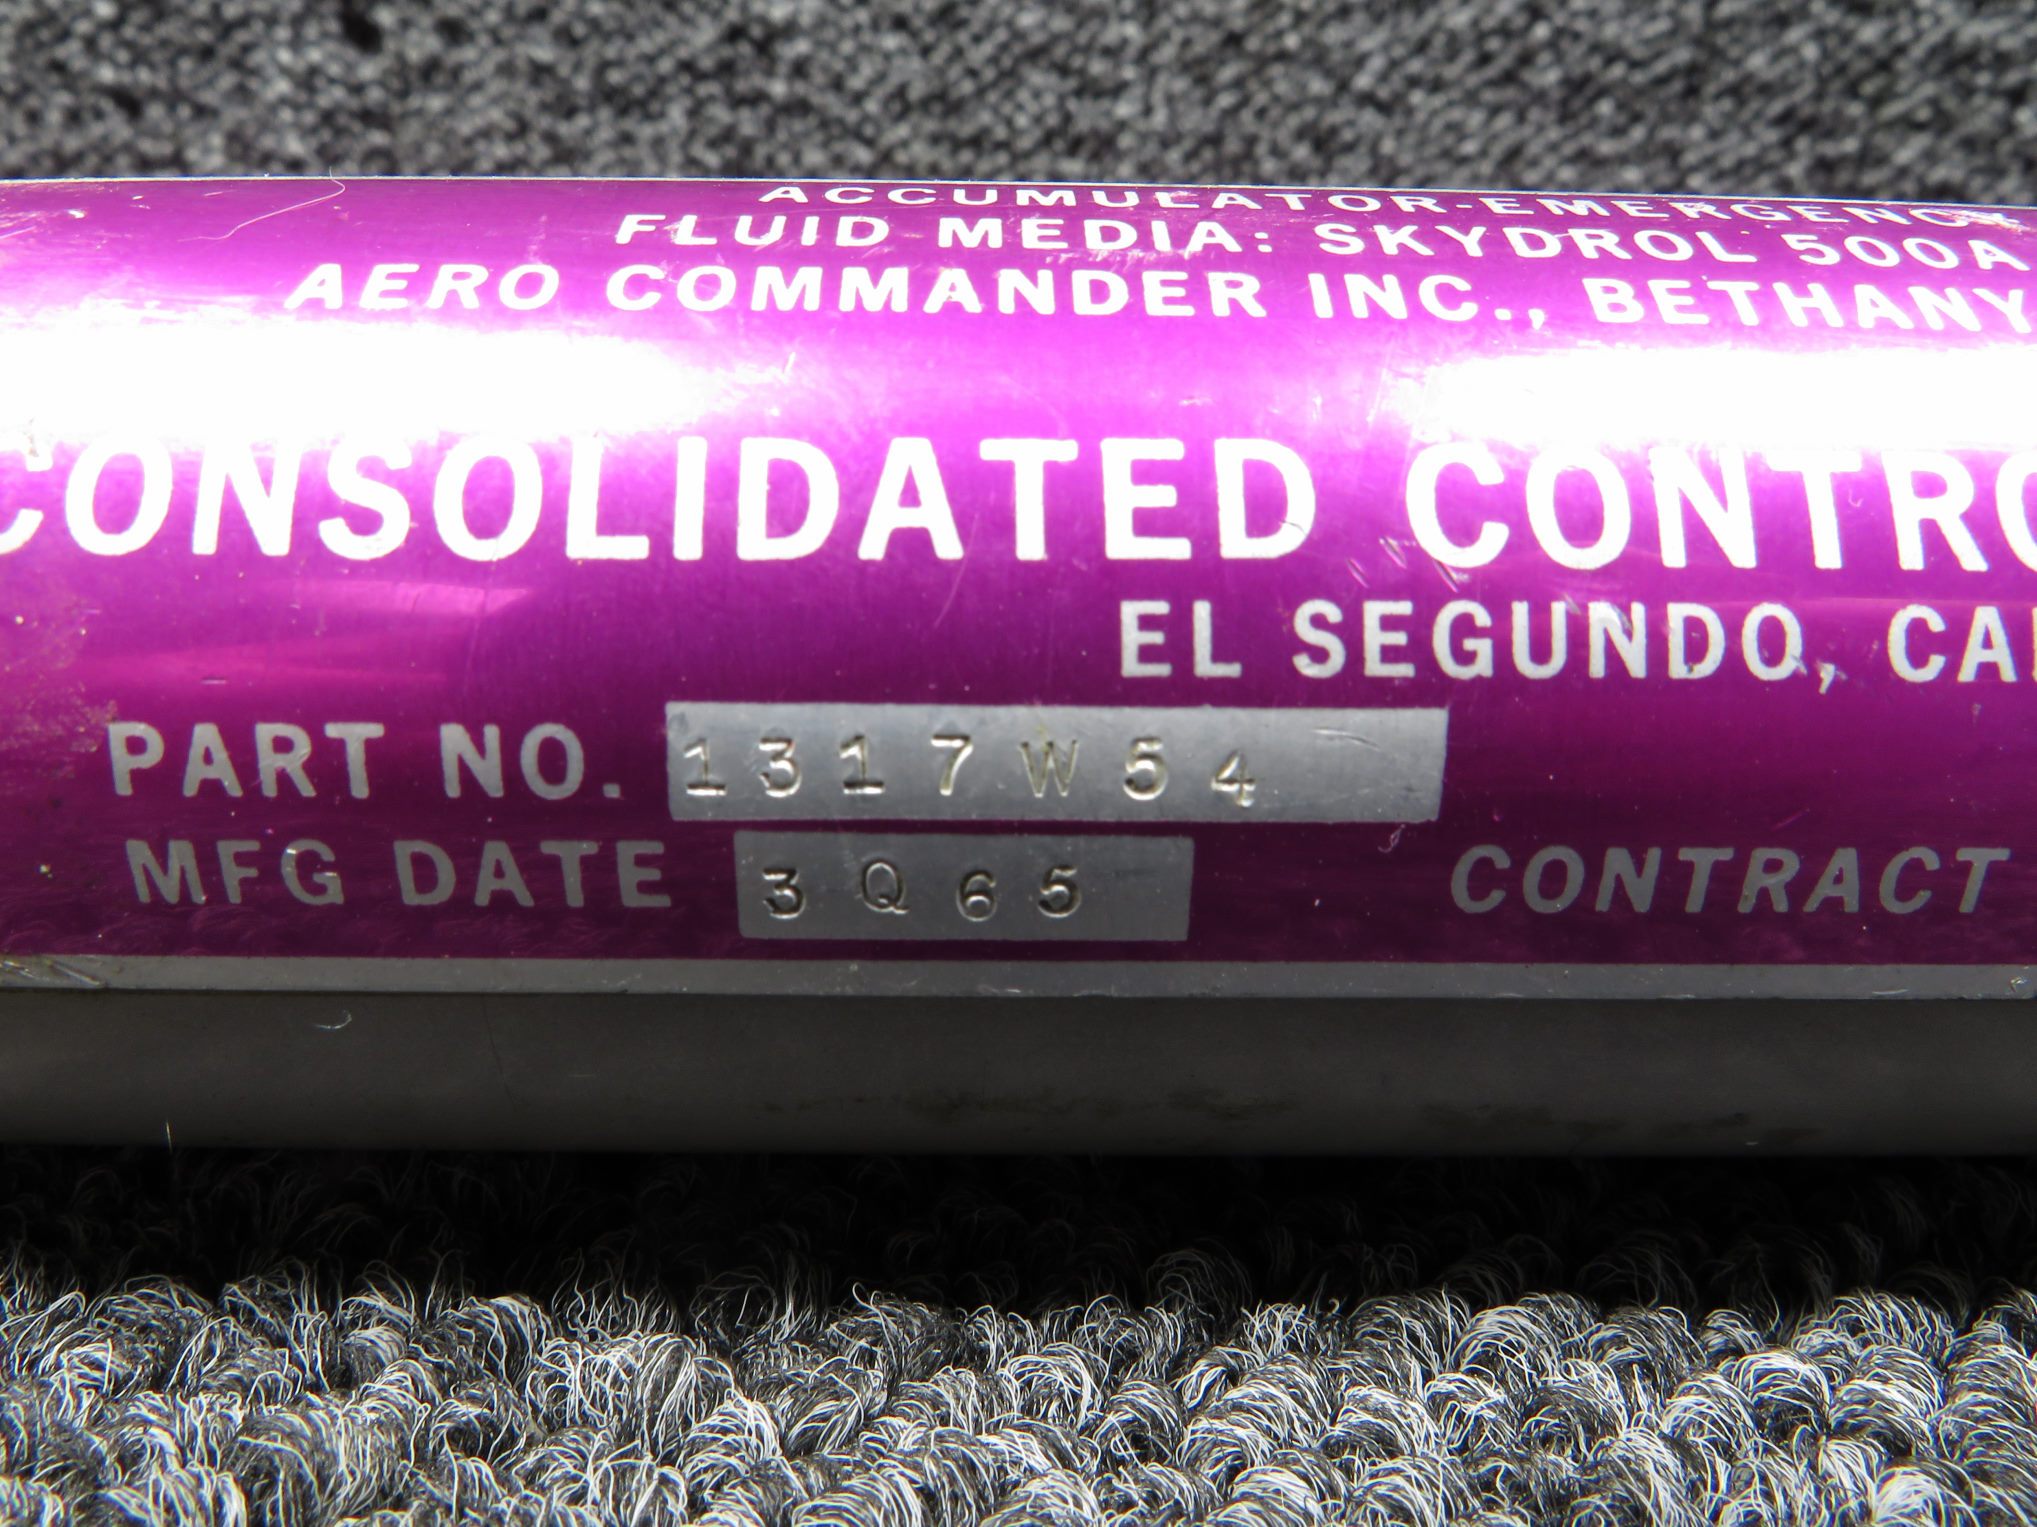 ACCUMULATOR-EMERGENCY
FLUID MEDIA: SKYDROL 500A
AERO COMMANDER INC., BETHANY
CONSOLIDATED CONTRO
EL SEGUNDO, CAL
PART NO. 1317W54
MFG DATE 3Q65 CONTRACT